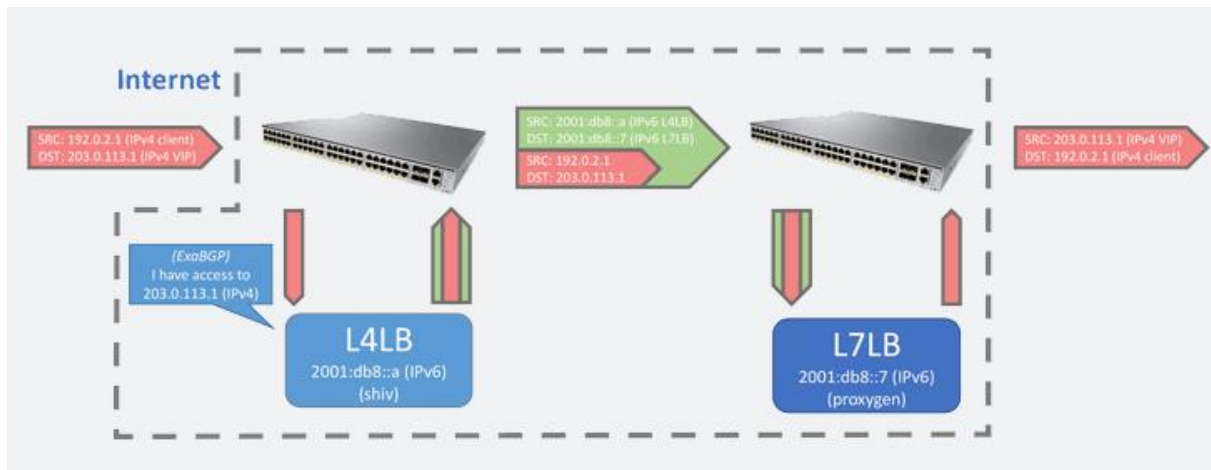 Internet
SRC: 192.0.2.1 (IPv4 client)
DST: 203.0.113.1 (IPv4 VIP)
SRC: 2001:db8::a (IPv6 L4LB)
DST: 2001:db8::7 (IPv6 L7LB)
SRC: 192.0.2.1
DST: 203.0.113.1
SRC: 203.0.113.1 (IPv4 VIP)
DST: 192.0.2.1 (IPv4 client)
(ExaBGP)
I have access to
203.0.113.1 (IPv4)
L4LB
2001:db8::a (IPv6)
(shiv)
L7LB
2001:db8::7 (IPv6)
(proxygen)